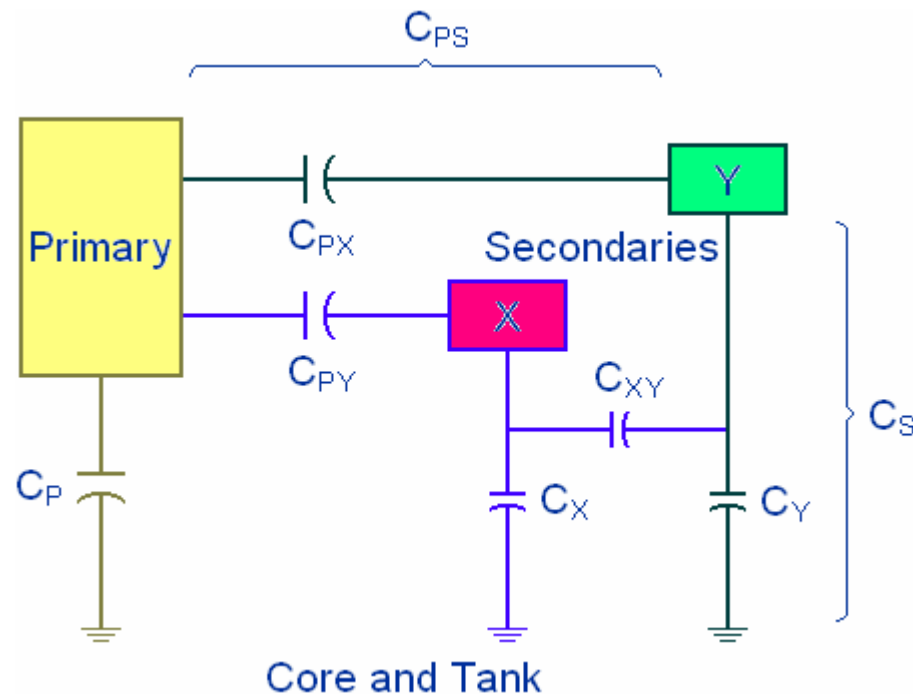 CPS
Y
CPX
Primary
Secondaries
X
CPY
CXY
CS
CP
CX
CY
Core and Tank